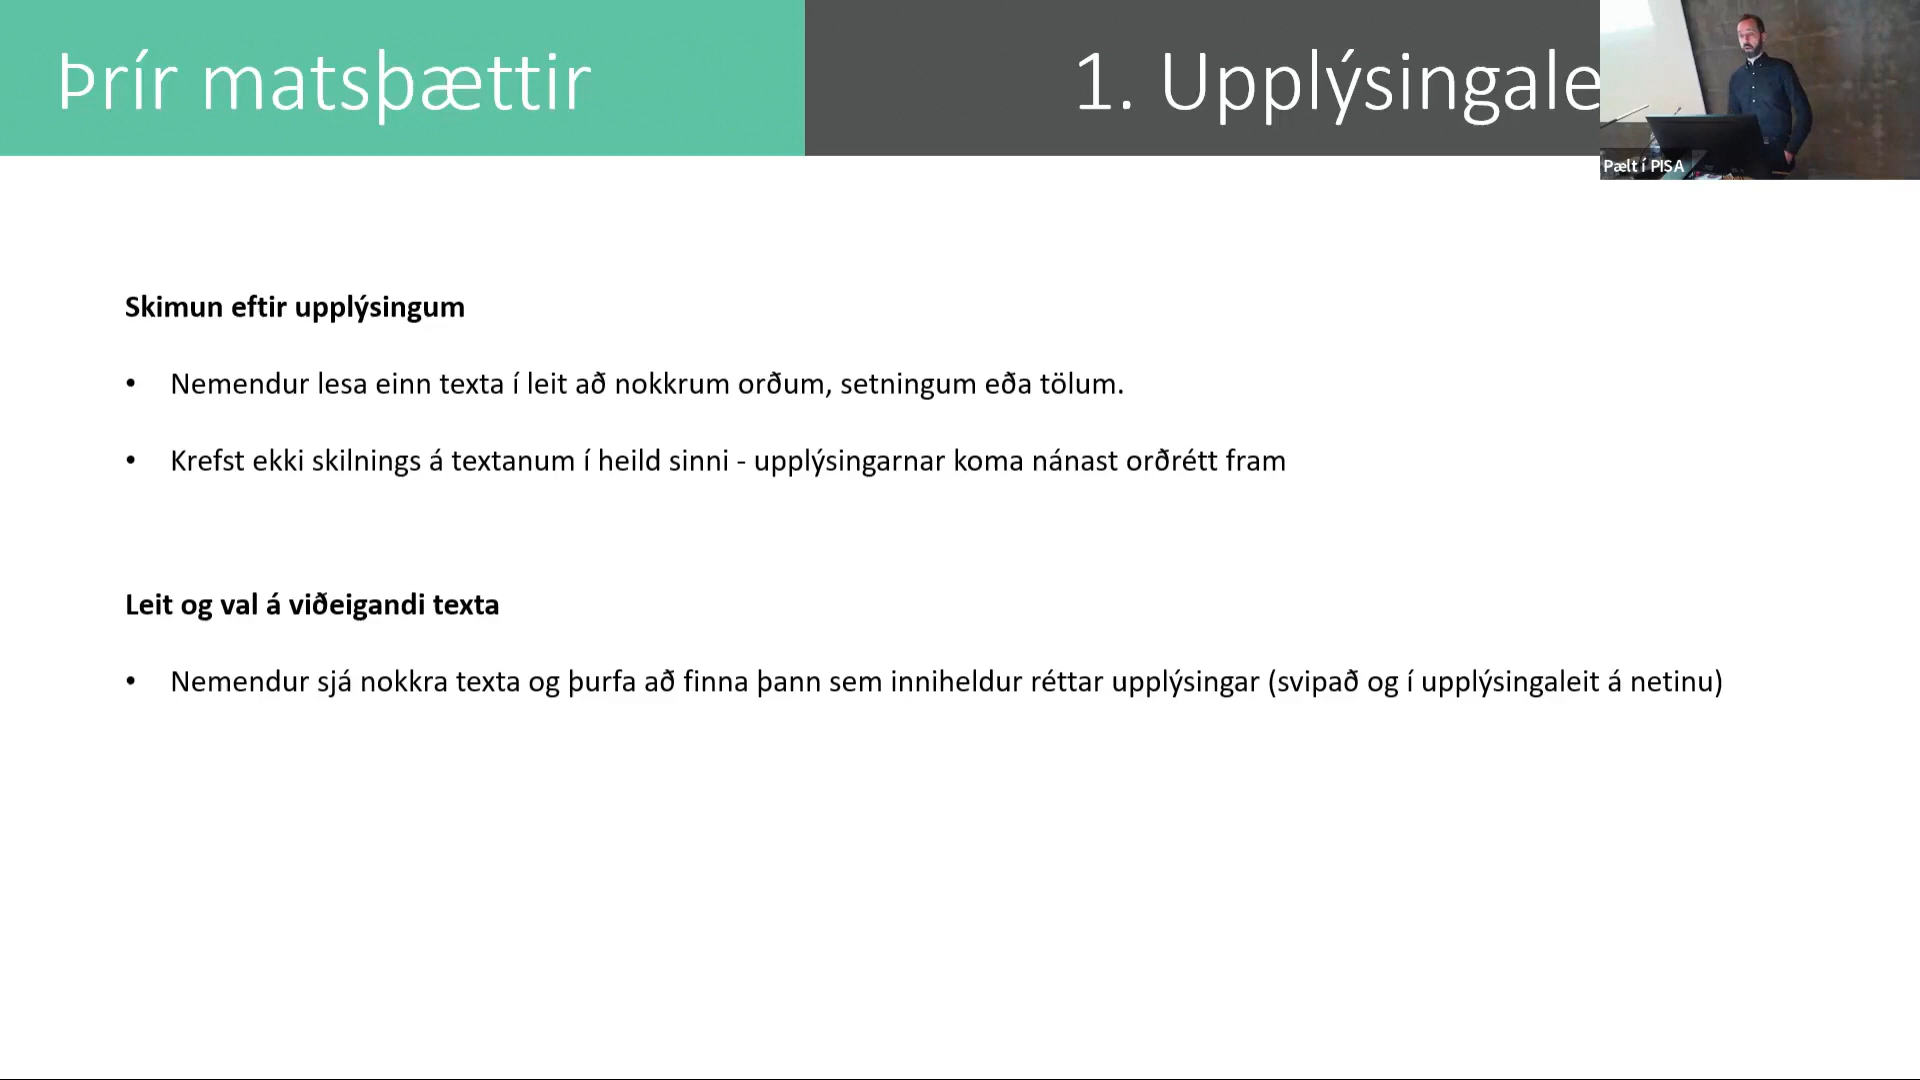 Þrír matsþættir
1. Upplýsingale
Pælt í PISA
Skimun eftir upplýsingum
• Nemendur lesa einn texta í leit að nokkrum orðum, setningum eða tölum.
• Krefst ekki skilnings á textanum í heild sinni - upplýsingarnar koma nánast orðrétt fram
Leit og val á viðeigandi texta
• Nemendur sjá nokkra texta og þurfa að finna þann sem inniheldur réttar upplýsingar (svipað og í upplýsingaleit á netinu)